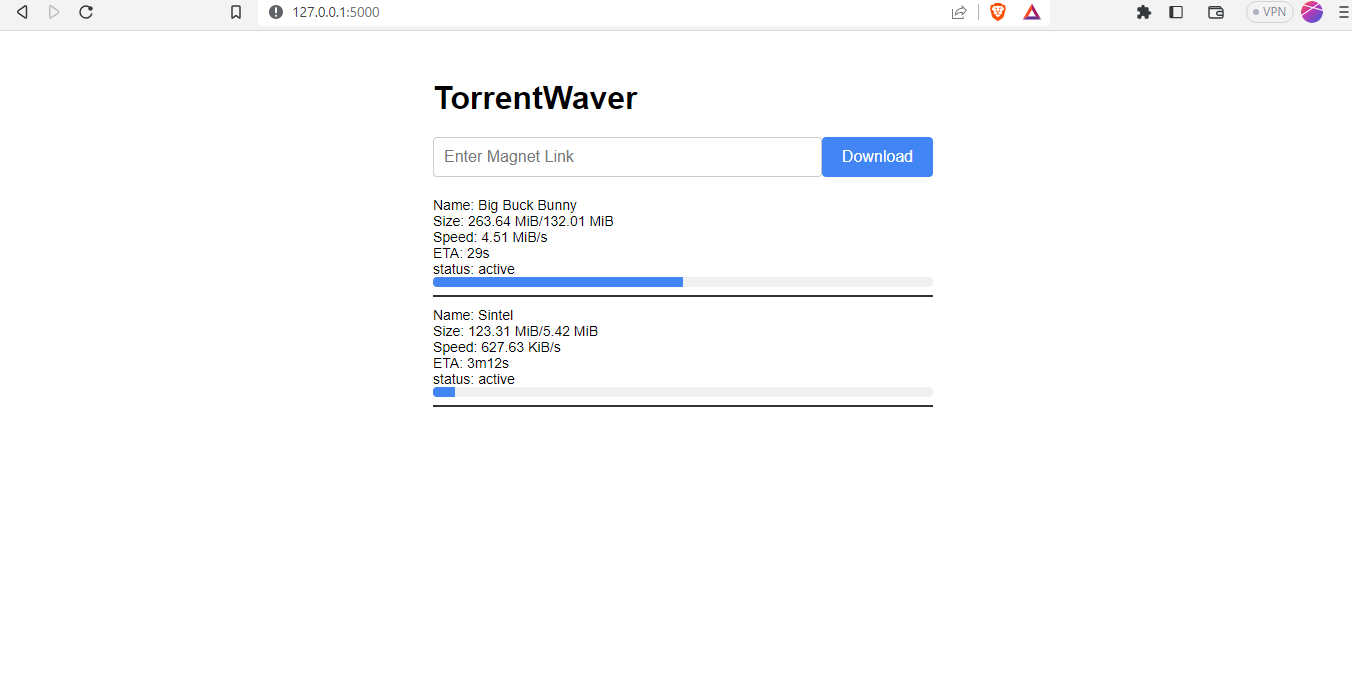 127.0.0.1:5000
VPN
TorrentWaver
Enter Magnet Link
Download
Name: Big Buck Bunny
Size: 263.64 MiB/132.01 MiB
Speed: 4.51 MiB/s
ETA: 29s
status: active
Name: Sintel
Size: 123.31 MiB/5.42 MiB
Speed: 627.63 KiB/s
ETA: 3m12s
status: active